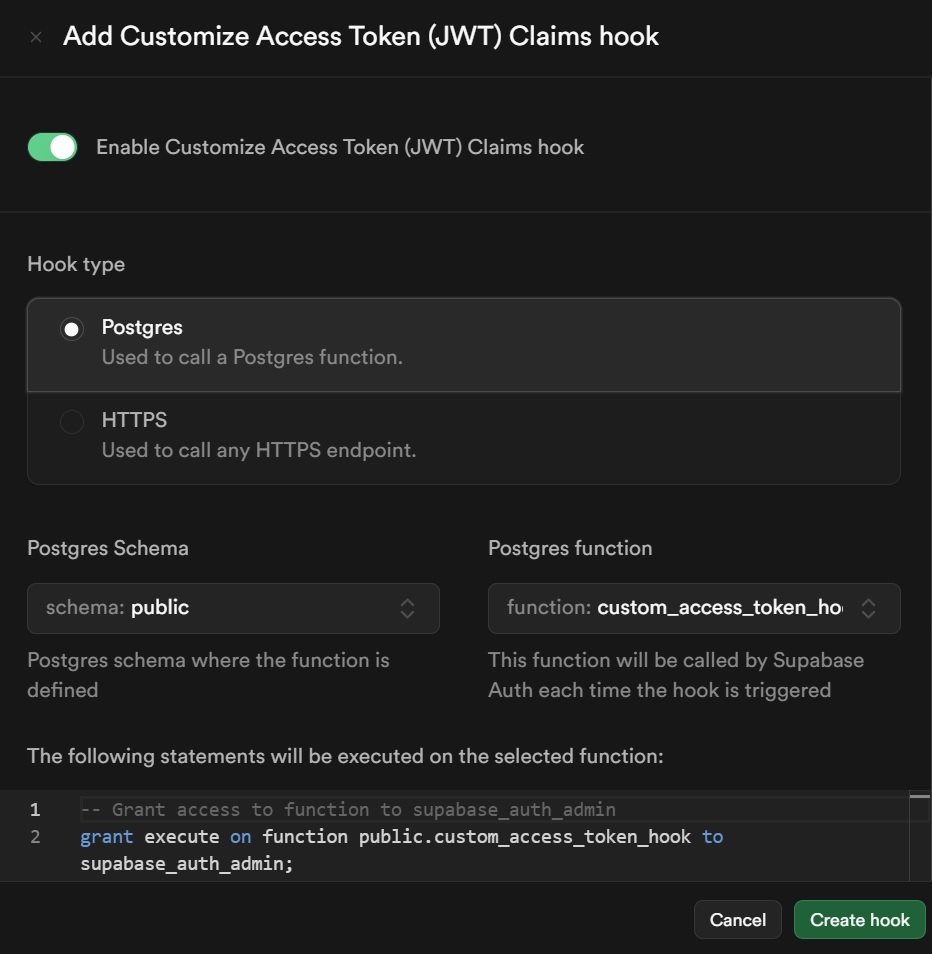 Add Customize Access Token (JWT) Claims hook
Enable Customize Access Token (JWT) Claims hook
Hook type
Postgres
Used to call a Postgres function.
HTTPS
Used to call any HTTPS endpoint.
Postgres Schema
Postgres function
schema: public
function: custom_access_token_ho
Postgres schema where the function is
defined
This function will be called by Supabase
Auth each time the hook is triggered
The following statements will be executed on the selected function:
1 -- Grant access to function to supabase_auth_admin
2 grant execute on function public.custom_access_token_hook to
supabase_auth_admin;
Cancel
Create hook